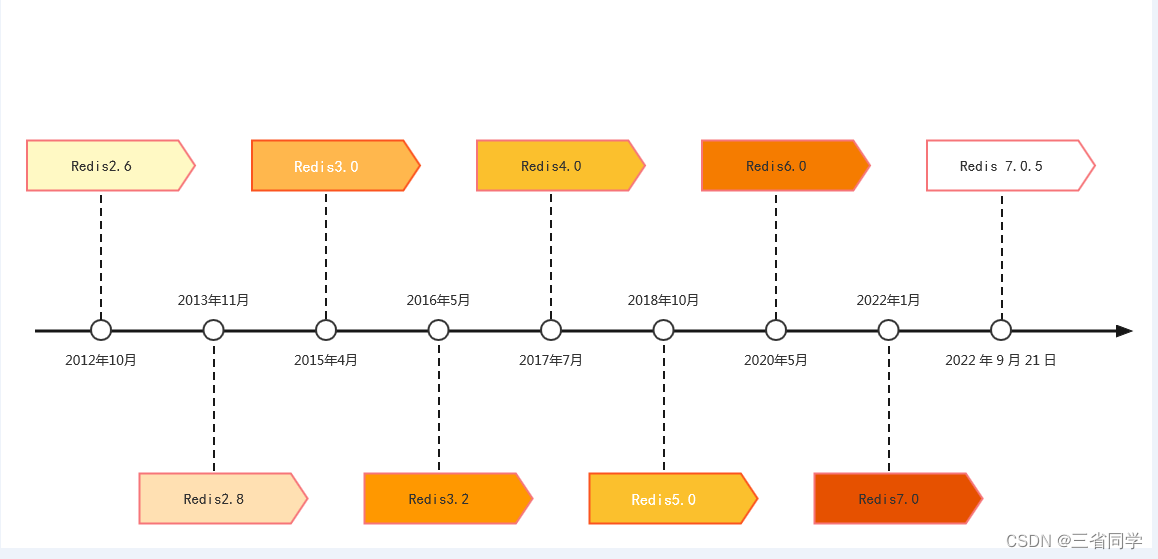 Redis2.6
Redis3.0
Redis4.0
Redis6.0
Redis 7.0.5
2013年11月
2016年5月
2018年10月
2022年1月
2012年10月
2015年4月
2017年7月
2020年5月
2022 年 9 月 21 日
Redis2.8
Redis3.2
Redis5.0
Redis7.0
CSDN @三省同学